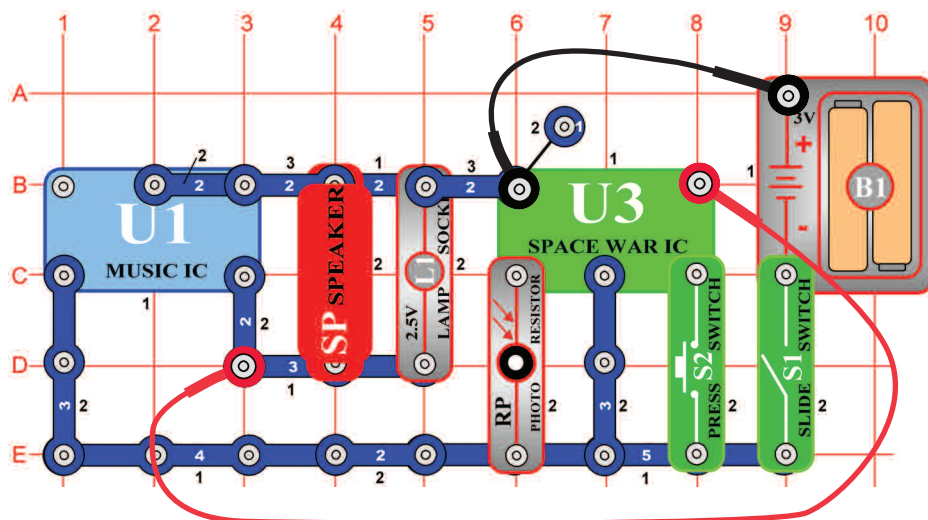 1 2 3 4 5 6 7 8 9 10
A
3V
2 1
+
2 3 1 3 1 1
B 2 2 2 2
B1
U1
U3
-
MUSIC IC
SPACE WAR IC
C
SP SPEAKER
L1
2.5V
LAMP SOCKET
2 2
1
2 2
RP
PHOTO RESISTOR
2
S2
PRESS SWITCH
2
S1
SLIDE SWITCH
2
D 3
1
3 2
3 2
E 4 2 5
1 2 1